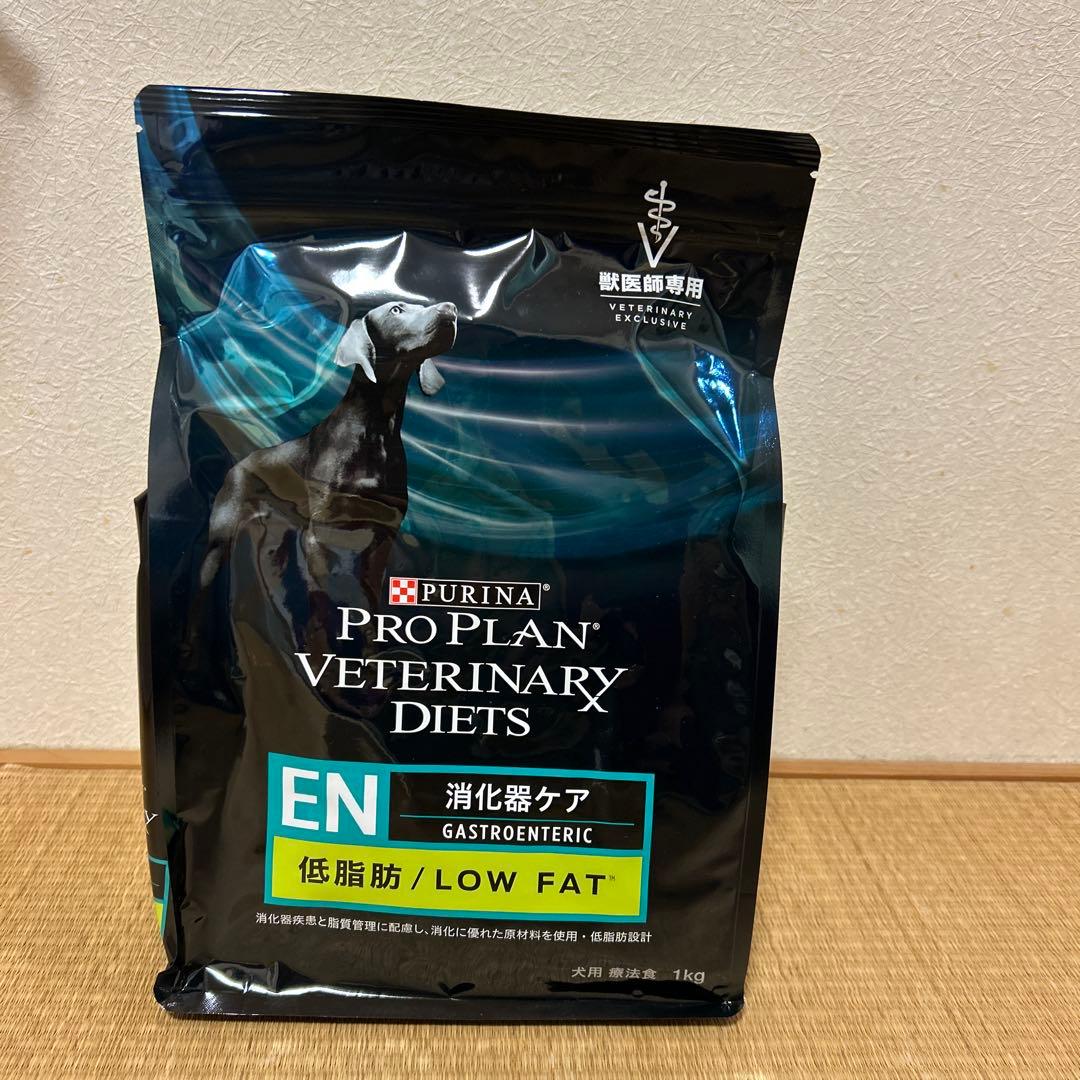 獣医師専用
VETERINARY
EXCLUSIVE
PURINA®
PRO PLAN®
VETERINARY
DIETS
EN
消化器ケア
GASTROENTERIC
低脂肪 / LOW FAT™
消化器疾患と脂質管理に配慮し、消化に優れた原材料を使用・低脂肪設計
犬用 療法食 1kg